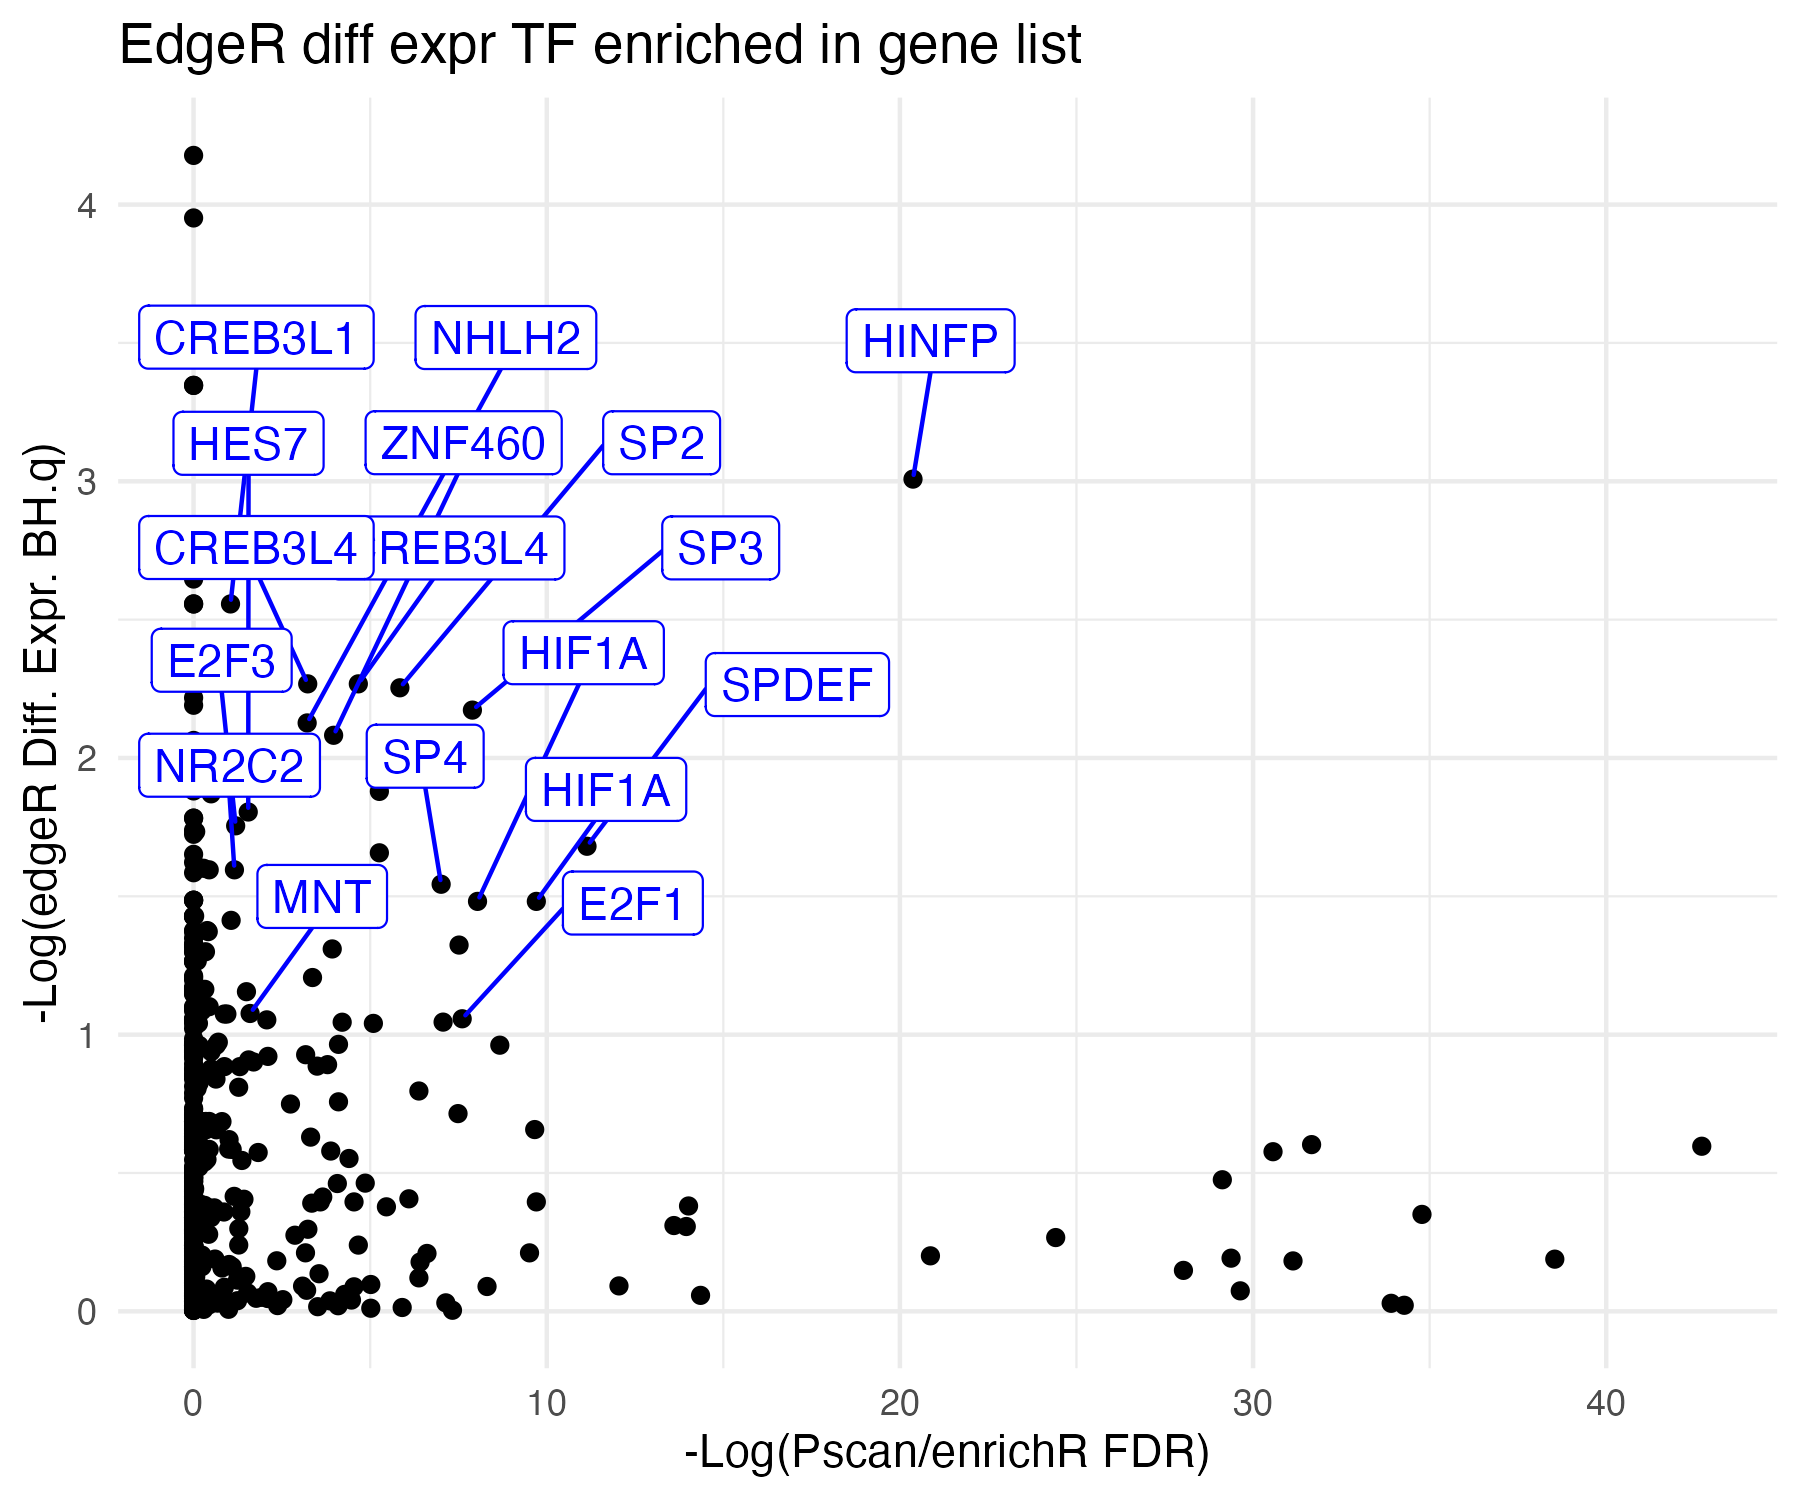 EdgeR diff expr TF enriched in gene list
-Log(edgeR Diff. Expr. BH.q)
4
3
2
1
0
CREB3L1
NHLH2
HINFP
HES7
ZNF460
SP2
CREB3L4
REB3L4
SP3
E2F3
HIF1A
SPDEF
NR2C2
SP4
HIF1A
MNT
E2F1
0
10
20
30
40
-Log(Pscan/enrichR FDR)